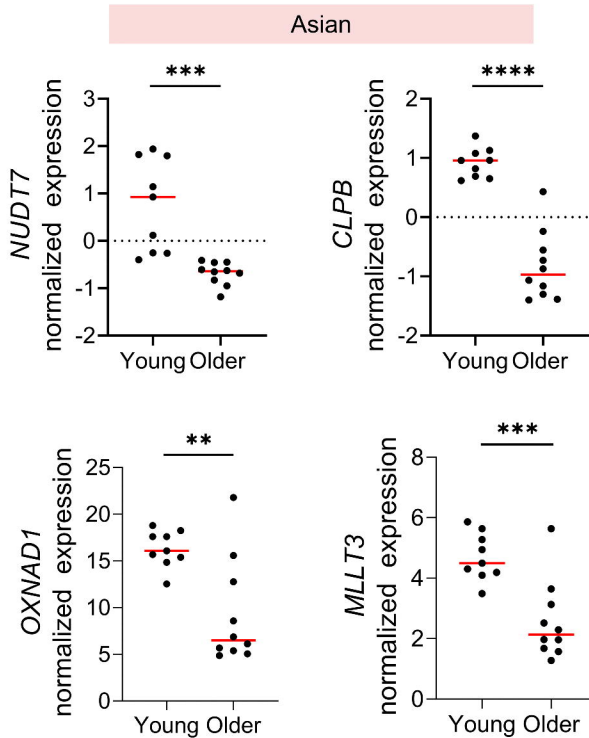 Asian
***
****
NUDT7
normalized expression
3
2
1
0
-1
-2
Young Older
CLPB
normalized expression
2
1
0
-1
-2
Young Older
**
***
OXNAD1
normalized expression
25
20
15
10
5
0
Young Older
MLLT3
normalized expression
8
6
4
2
0
Young Older